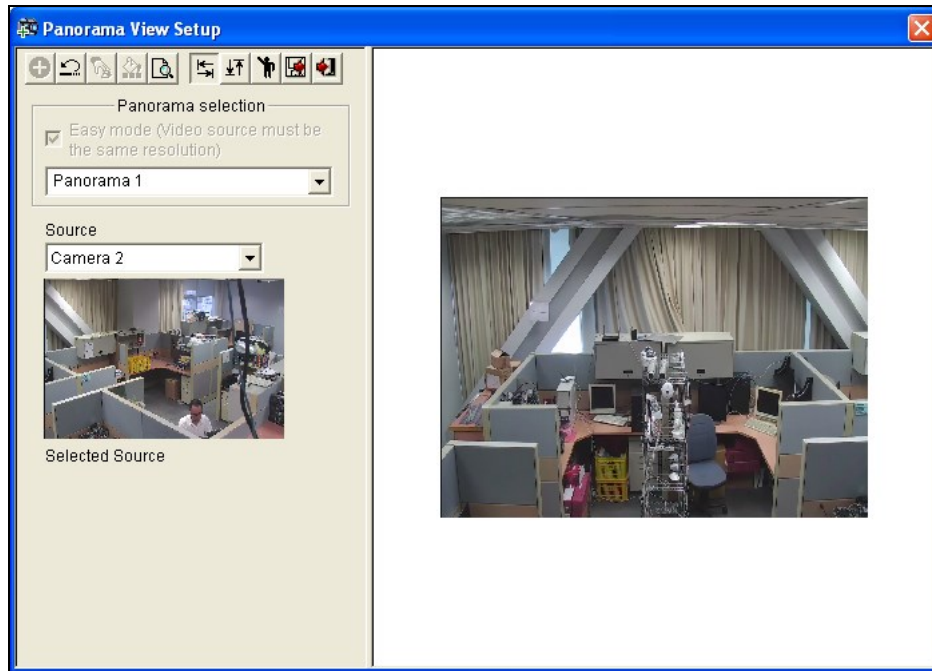 Panorama View Setup
Panorama selection
Easy mode (Video source must be
the same resolution)
Panorama 1
Source
Camera 2
Selected Source